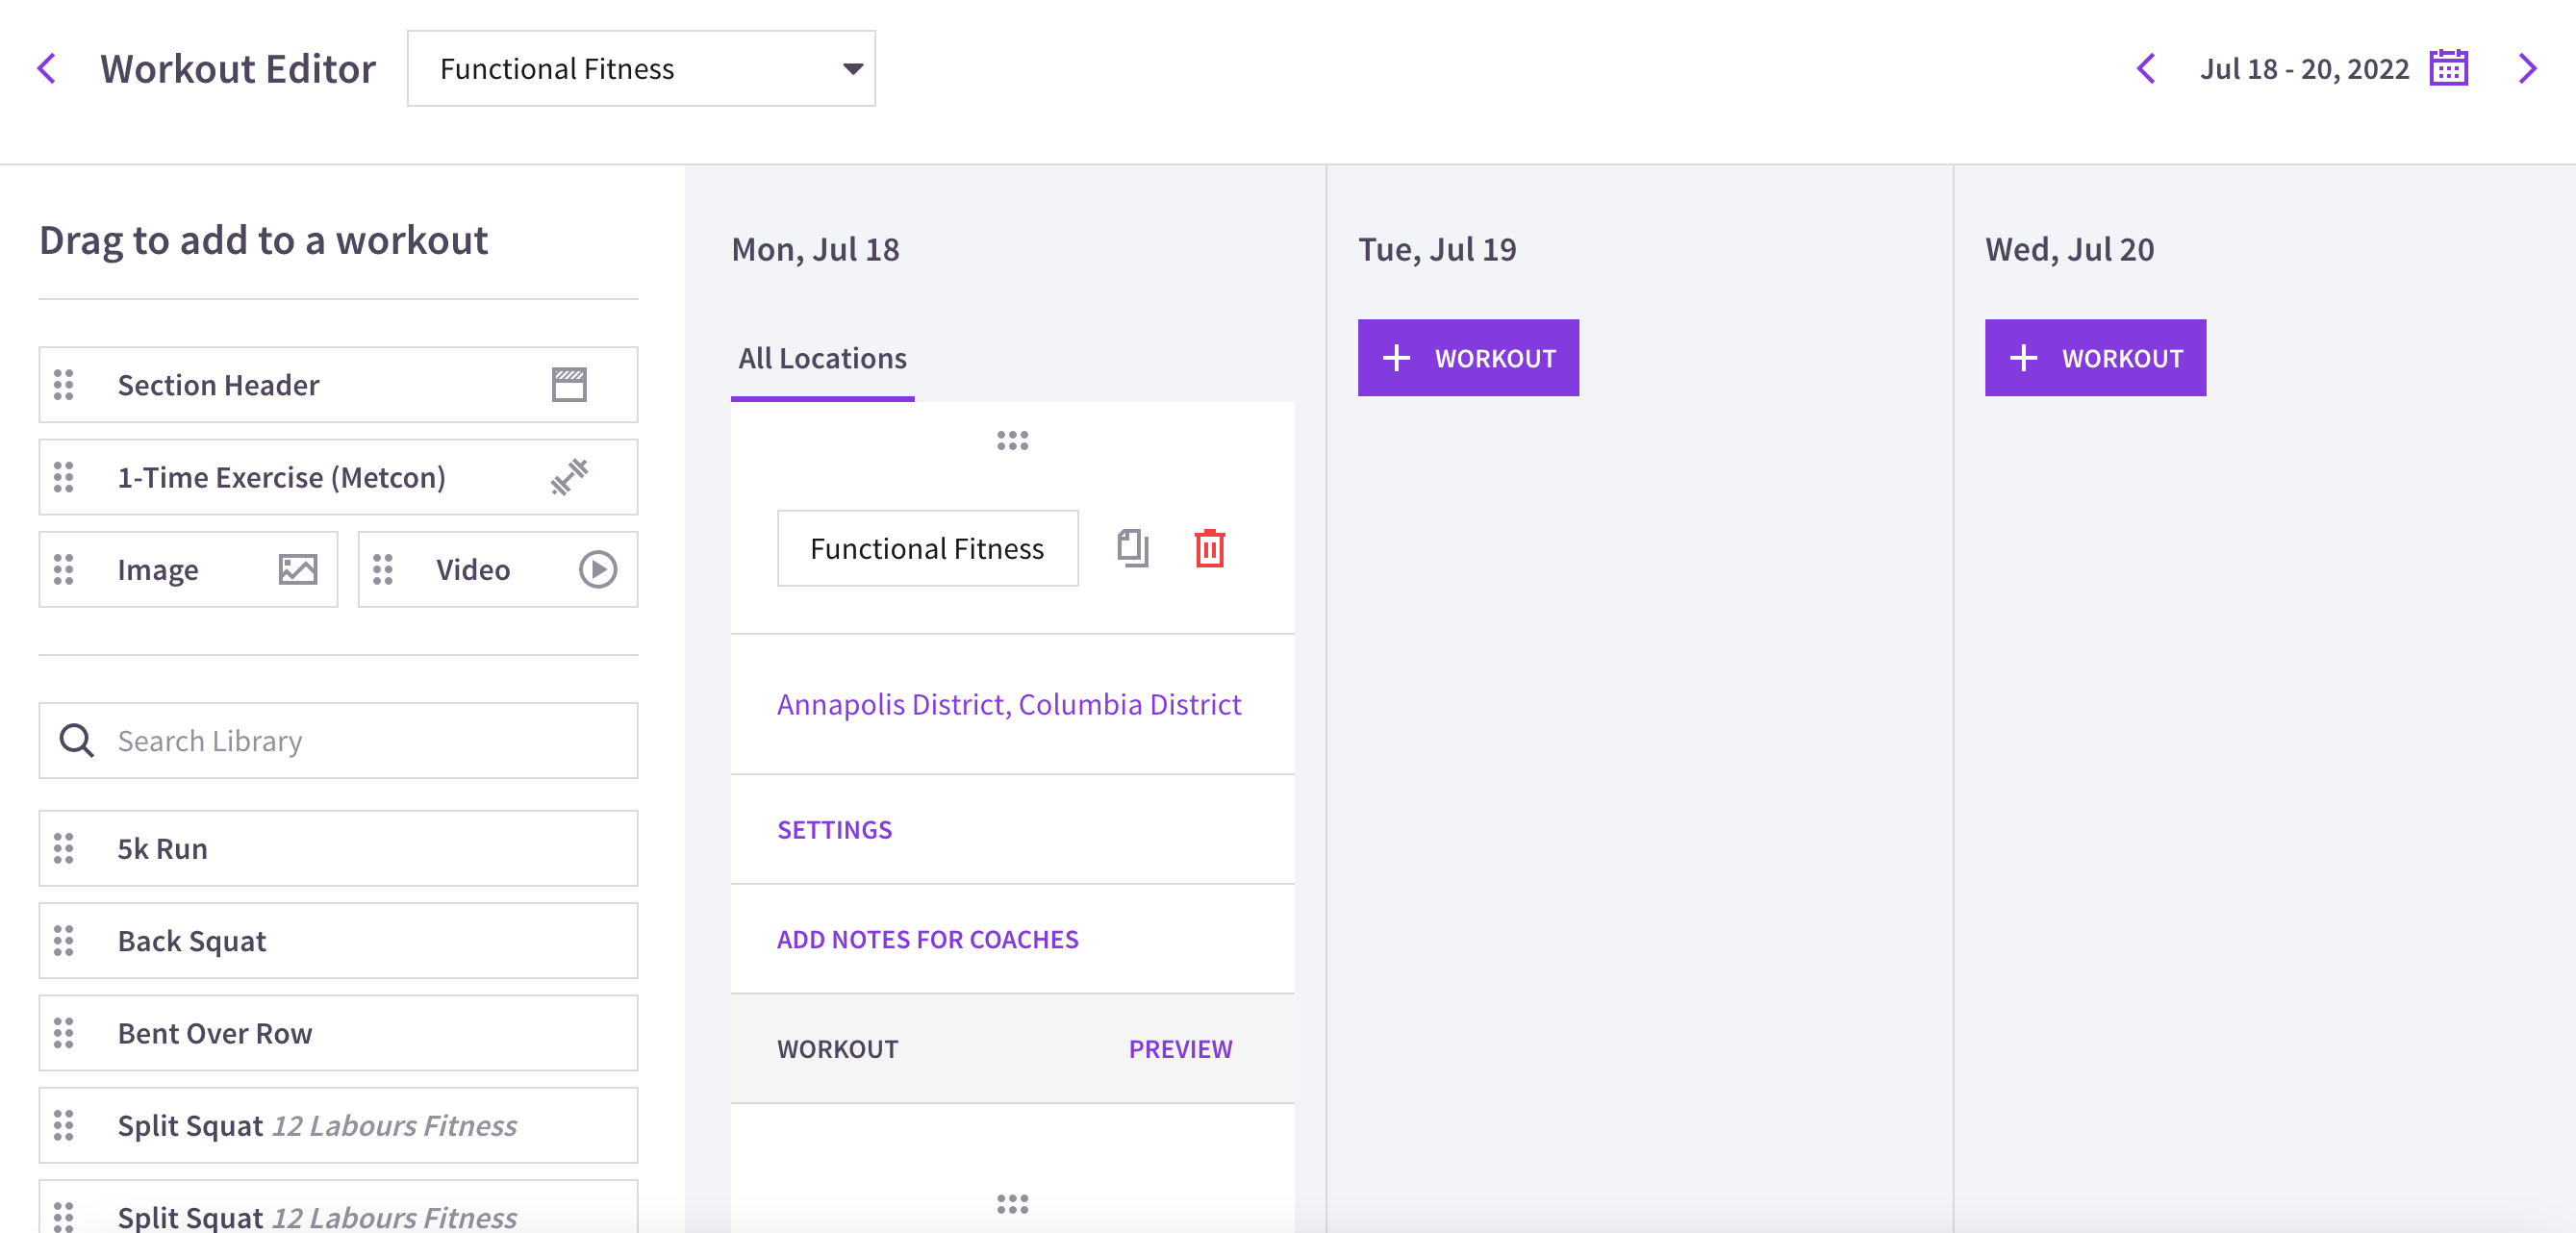 Workout Editor
Functional Fitness
Jul 18 - 20, 2022
Drag to add to a workout
Section Header
1-Time Exercise (Metcon)
Image
Video
Search Library
5k Run
Back Squat
Bent Over Row
Split Squat 12 Labours Fitness
Split Squat 12 Labours Fitness
Mon, Jul 18
All Locations
Functional Fitness
Annapolis District, Columbia District
SETTINGS
ADD NOTES FOR COACHES
WORKOUT PREVIEW
Tue, Jul 19
WORKOUT
Wed, Jul 20
WORKOUT